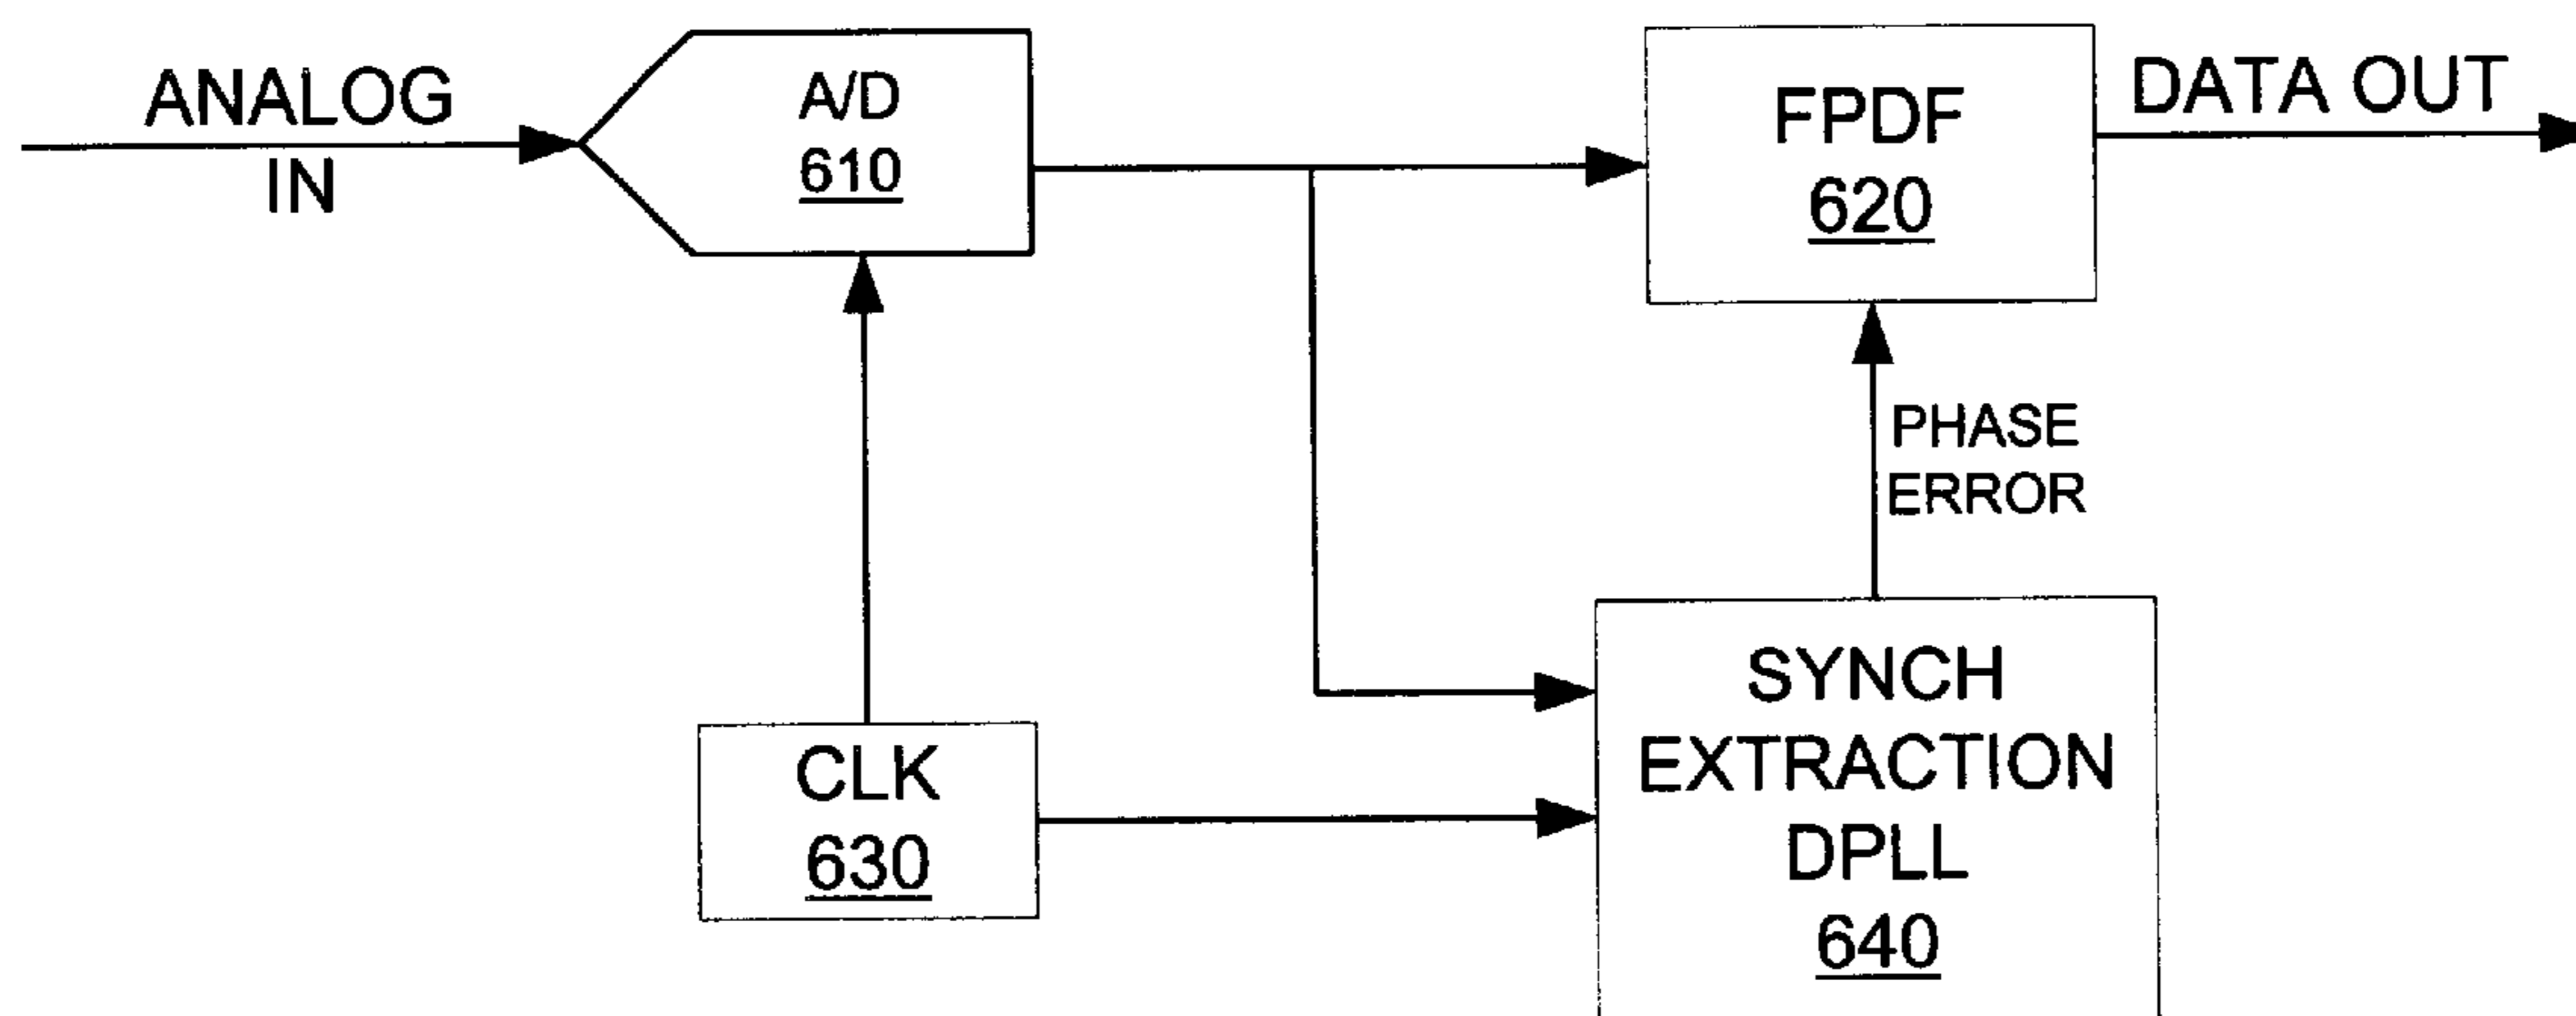 ANALOG
IN
A/D
610
FPDF
620
DATA OUT
PHASE
ERROR
CLK
630
SYNCH
EXTRACTION
DPLL
640